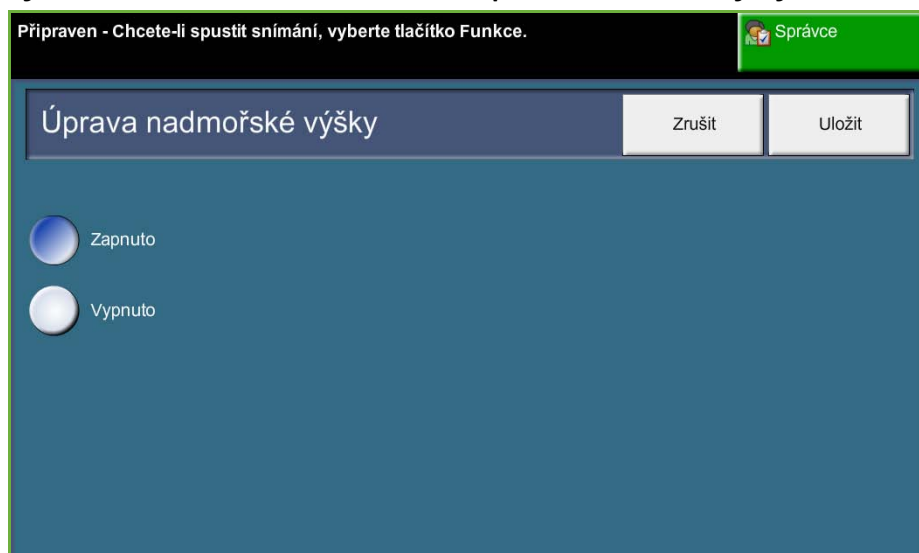 Připraven - Chcete-li spustit snímání, vyberte tlačítko Funkce.
Správce
Úprava nadmořské výšky
Zrušit
Uložit
Zapnuto
Vypnuto